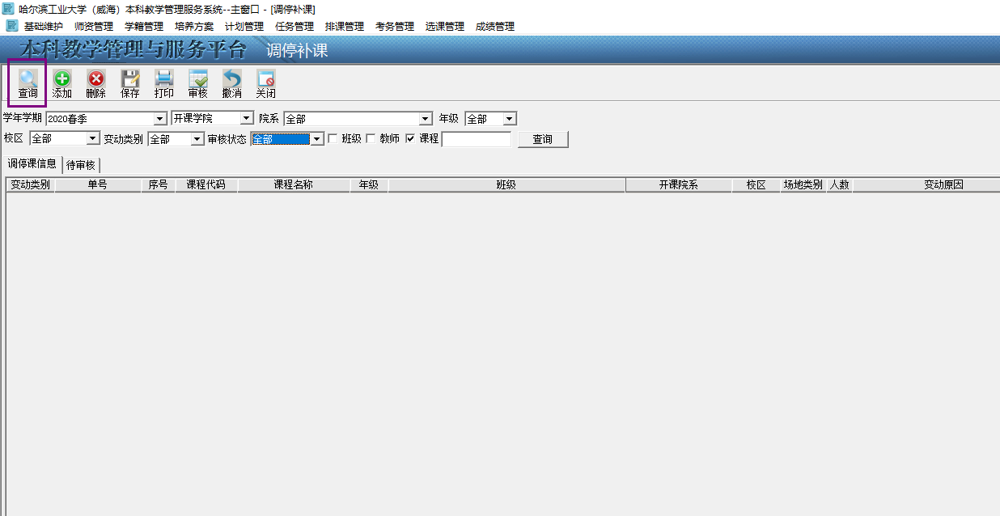 哈尔滨工业大学（威海）本科教学管理服务系统--主窗口 - [调停补课]
基础维护 师资管理 学籍管理 培养方案 计划管理 任务管理 排课管理 考务管理 选课管理 成绩管理
本科教学管理与服务平台 调停补课
查询 添加 删除 保存 打印 审核 撤消 关闭
学年学期 2020春季 开课学院 院系 全部 年级 全部
校区 全部 变动类别 全部 审核状态 全部 班级 教师 课程 查询
调停课信息 待审核
变动类别 单号 序号 课程代码 课程名称 年级 班级 开课院系 校区 场地类别 人数 变动原因